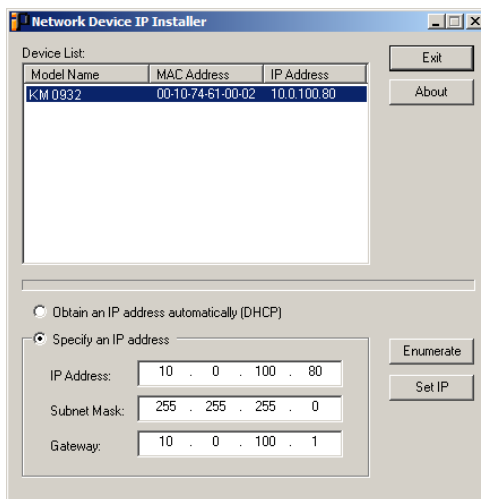 Network Device IP Installer
Device List:
Exit
Model Name MAC Address IP Address
KM 0932 00-10-74-61-00-02 10.0.100.80
About
Obtain an IP address automatically (DHCP)
Specify an IP address
Enumerate
IP Address: 10 . 0 . 100 . 80
Set IP
Subnet Mask: 255 . 255 . 255 . 0
Gateway: 10 . 0 . 100 . 1